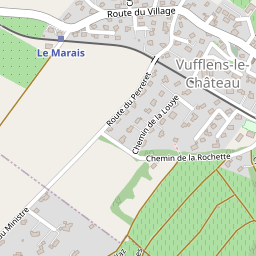 Route du Village
Le Marais
Vufflens-le-
Château
Route du Perreret
Chemin de la Louye
Chemin de la Rochette
Ministre